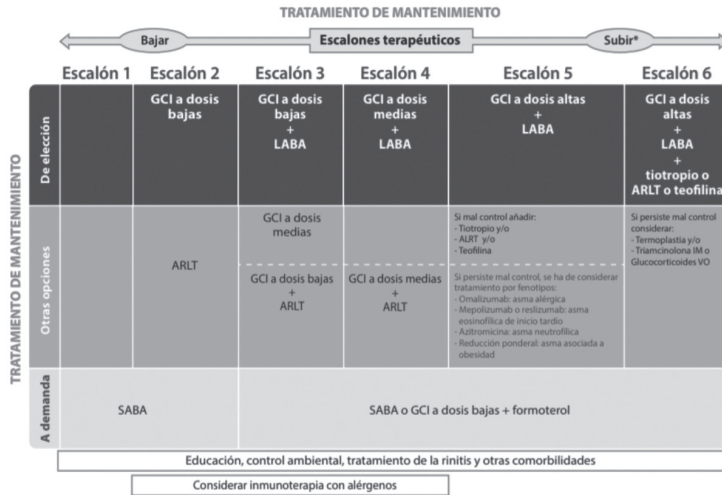 TRATAMIENTO DE MANTENIMIENTO
Bajar
Escalones terapéuticos
Subir*
Escalón 1
Escalón 2
Escalón 3
Escalón 4
Escalón 5
Escalón 6
TRATAMIENTO DE MANTENIMIENTO
De elección
GCI a dosis
bajas
GCI a dosis
bajas
+
LABA
GCI a dosis
medias
+
LABA
GCI a dosis altas
+
LABA
GCI a dosis
altas
+
LABA
+
tiotropio o
ARLT o teofilina
Otras opciones
ARLT
GCI a dosis
medias
GCI a dosis bajas
+
ARLT
GCI a dosis medias
+
ARLT
Si mal control añadir:
- Tiotropio y/o
- ALRT y/o
- Teofilina
Si persiste mal control, se ha de considerar
tratamiento por fenotipos:
- Omalizumab: asma alérgica
- Mepolizumab o reslizumab: asma
eosinofílica de inicio tardío
- Azitromicina: asma neutrofílica
- Reducción ponderal: asma asociada a
obesidad
Si persiste mal control
considerar:
- Termoplastia y/o
- Triamcinolona IM o
Glucocorticoides VO
A demanda
SABA
SABA o GCI a dosis bajas + formoterol
Educación, control ambiental, tratamiento de la rinitis y otras comorbilidades
Considerar inmunoterapia con alérgenos